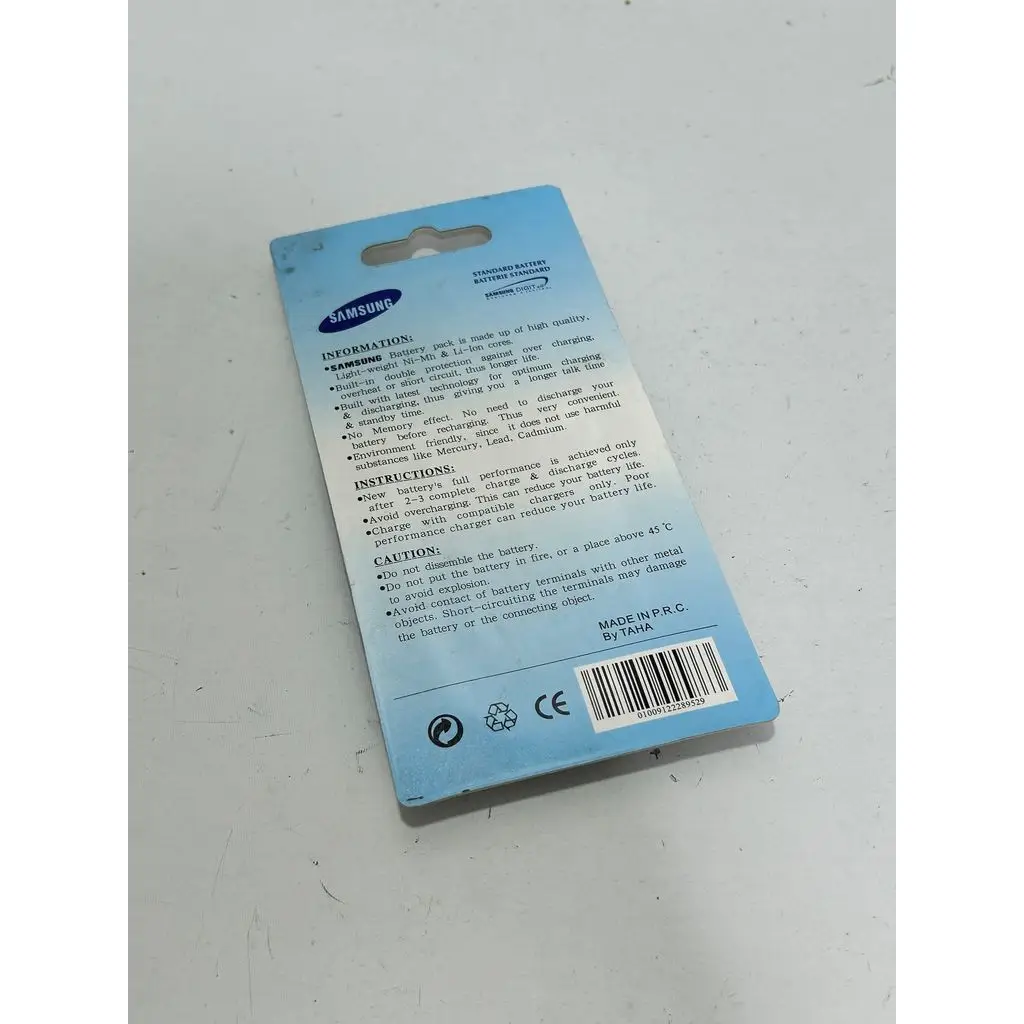 STANDARD BATTERY
BATTERIE STANDARD
SAMSUNG DIGIT
SAMSUNG
INFORMATION:
•SAMSUNG Battery pack is made up of high quality,
Light-weight Ni-Mh & Li-Ion cores.
•Built-in double protection against over charging,
overheat or short circuit, thus longer life.
•Built with latest technology for optimum charging
& discharging, thus giving you a longer talk time
& standby time.
•No Memory effect. No need to discharge your
battery before recharging. Thus very convenient.
•Environment friendly, since it does not use harmful
substances like Mercury, Lead, Cadmium.
INSTRUCTIONS:
•New battery's full performance is achieved only
after 2-3 complete charge & discharge cycles.
•Avoid overcharging. This can reduce your battery life.
•Charge with compatible chargers only. Poor
performance charger can reduce your battery life.
CAUTION:
•Do not dissemble the battery.
•Do not put the battery in fire, or a place above 45 °C
to avoid explosion.
•Avoid contact of battery terminals with other metal
objects. Short-circuiting the terminals may damage
the battery or the connecting object.
MADE IN P.R.C.
By TAHA
CE
01009122289529